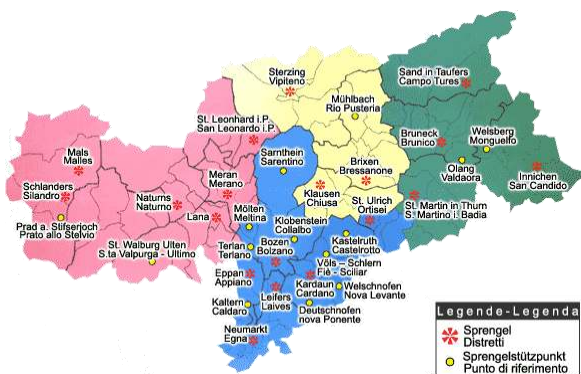 Sterzing
Vipiteno
Sand in Taufers
Campo Tures
Mühlbach
Rio Pusteria
St. Leonhard i.P.
San Leonardo i.P.
Sarnthein
Sarentino
Bruneck
Brunico
Welsberg
Monguelfo
Mals
Malles
Meran
Merano
Brixen
Bressanone
Olang
Valdaora
Innichen
San Candido
Schlanders
Silandro
Naturns
Naturno
Klausen
Chiusa
St. Ulrich
Ortisei
St. Martin in Thurn
S. Martino i. Badia
Lana
Mölten
Meltina
Klobenstein
Collalbo
Prad a. Stilfserjoch
Prato allo Stelvio
St. Walburg Ulten
S.ta Valpurga - Ultimo
Terlan
Terlano
Bozen
Bolzano
Kastelruth
Castelrotto
Völs – Schlern
Fiè - Sciliar
Eppan
Appiano
Kardaun
Cardano
Welschnofen
Nova Levante
Leifers
Laives
Kaltern
Caldaro
Deutschnofen
nova Ponente
Neumarkt
Egna
Legende-Legenda
Sprengel
Distretti
Sprengelstützpunkt
Punto di riferimento